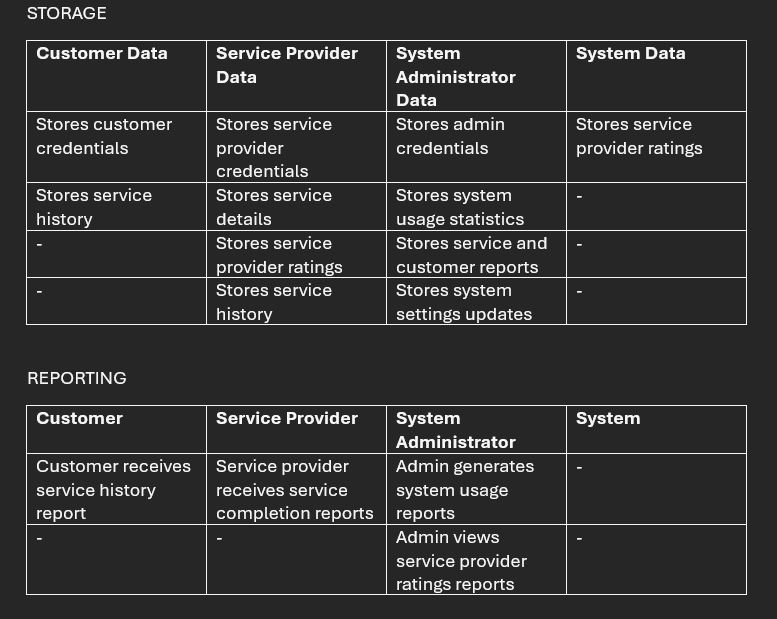 STORAGE
Customer Data
Service Provider
Data
System
Administrator
Data
System Data
Stores customer
credentials
Stores service
provider
credentials
Stores admin
credentials
Stores service
provider ratings
Stores service
history
Stores service
details
Stores system
usage statistics
-
-
Stores service
provider ratings
Stores service and
customer reports
-
-
Stores service
history
Stores system
settings updates
-
REPORTING
Customer
Service Provider
System
Administrator
System
Customer receives
service history
report
Service provider
receives service
completion reports
Admin generates
system usage
reports
-
-
-
Admin views
service provider
ratings reports
-